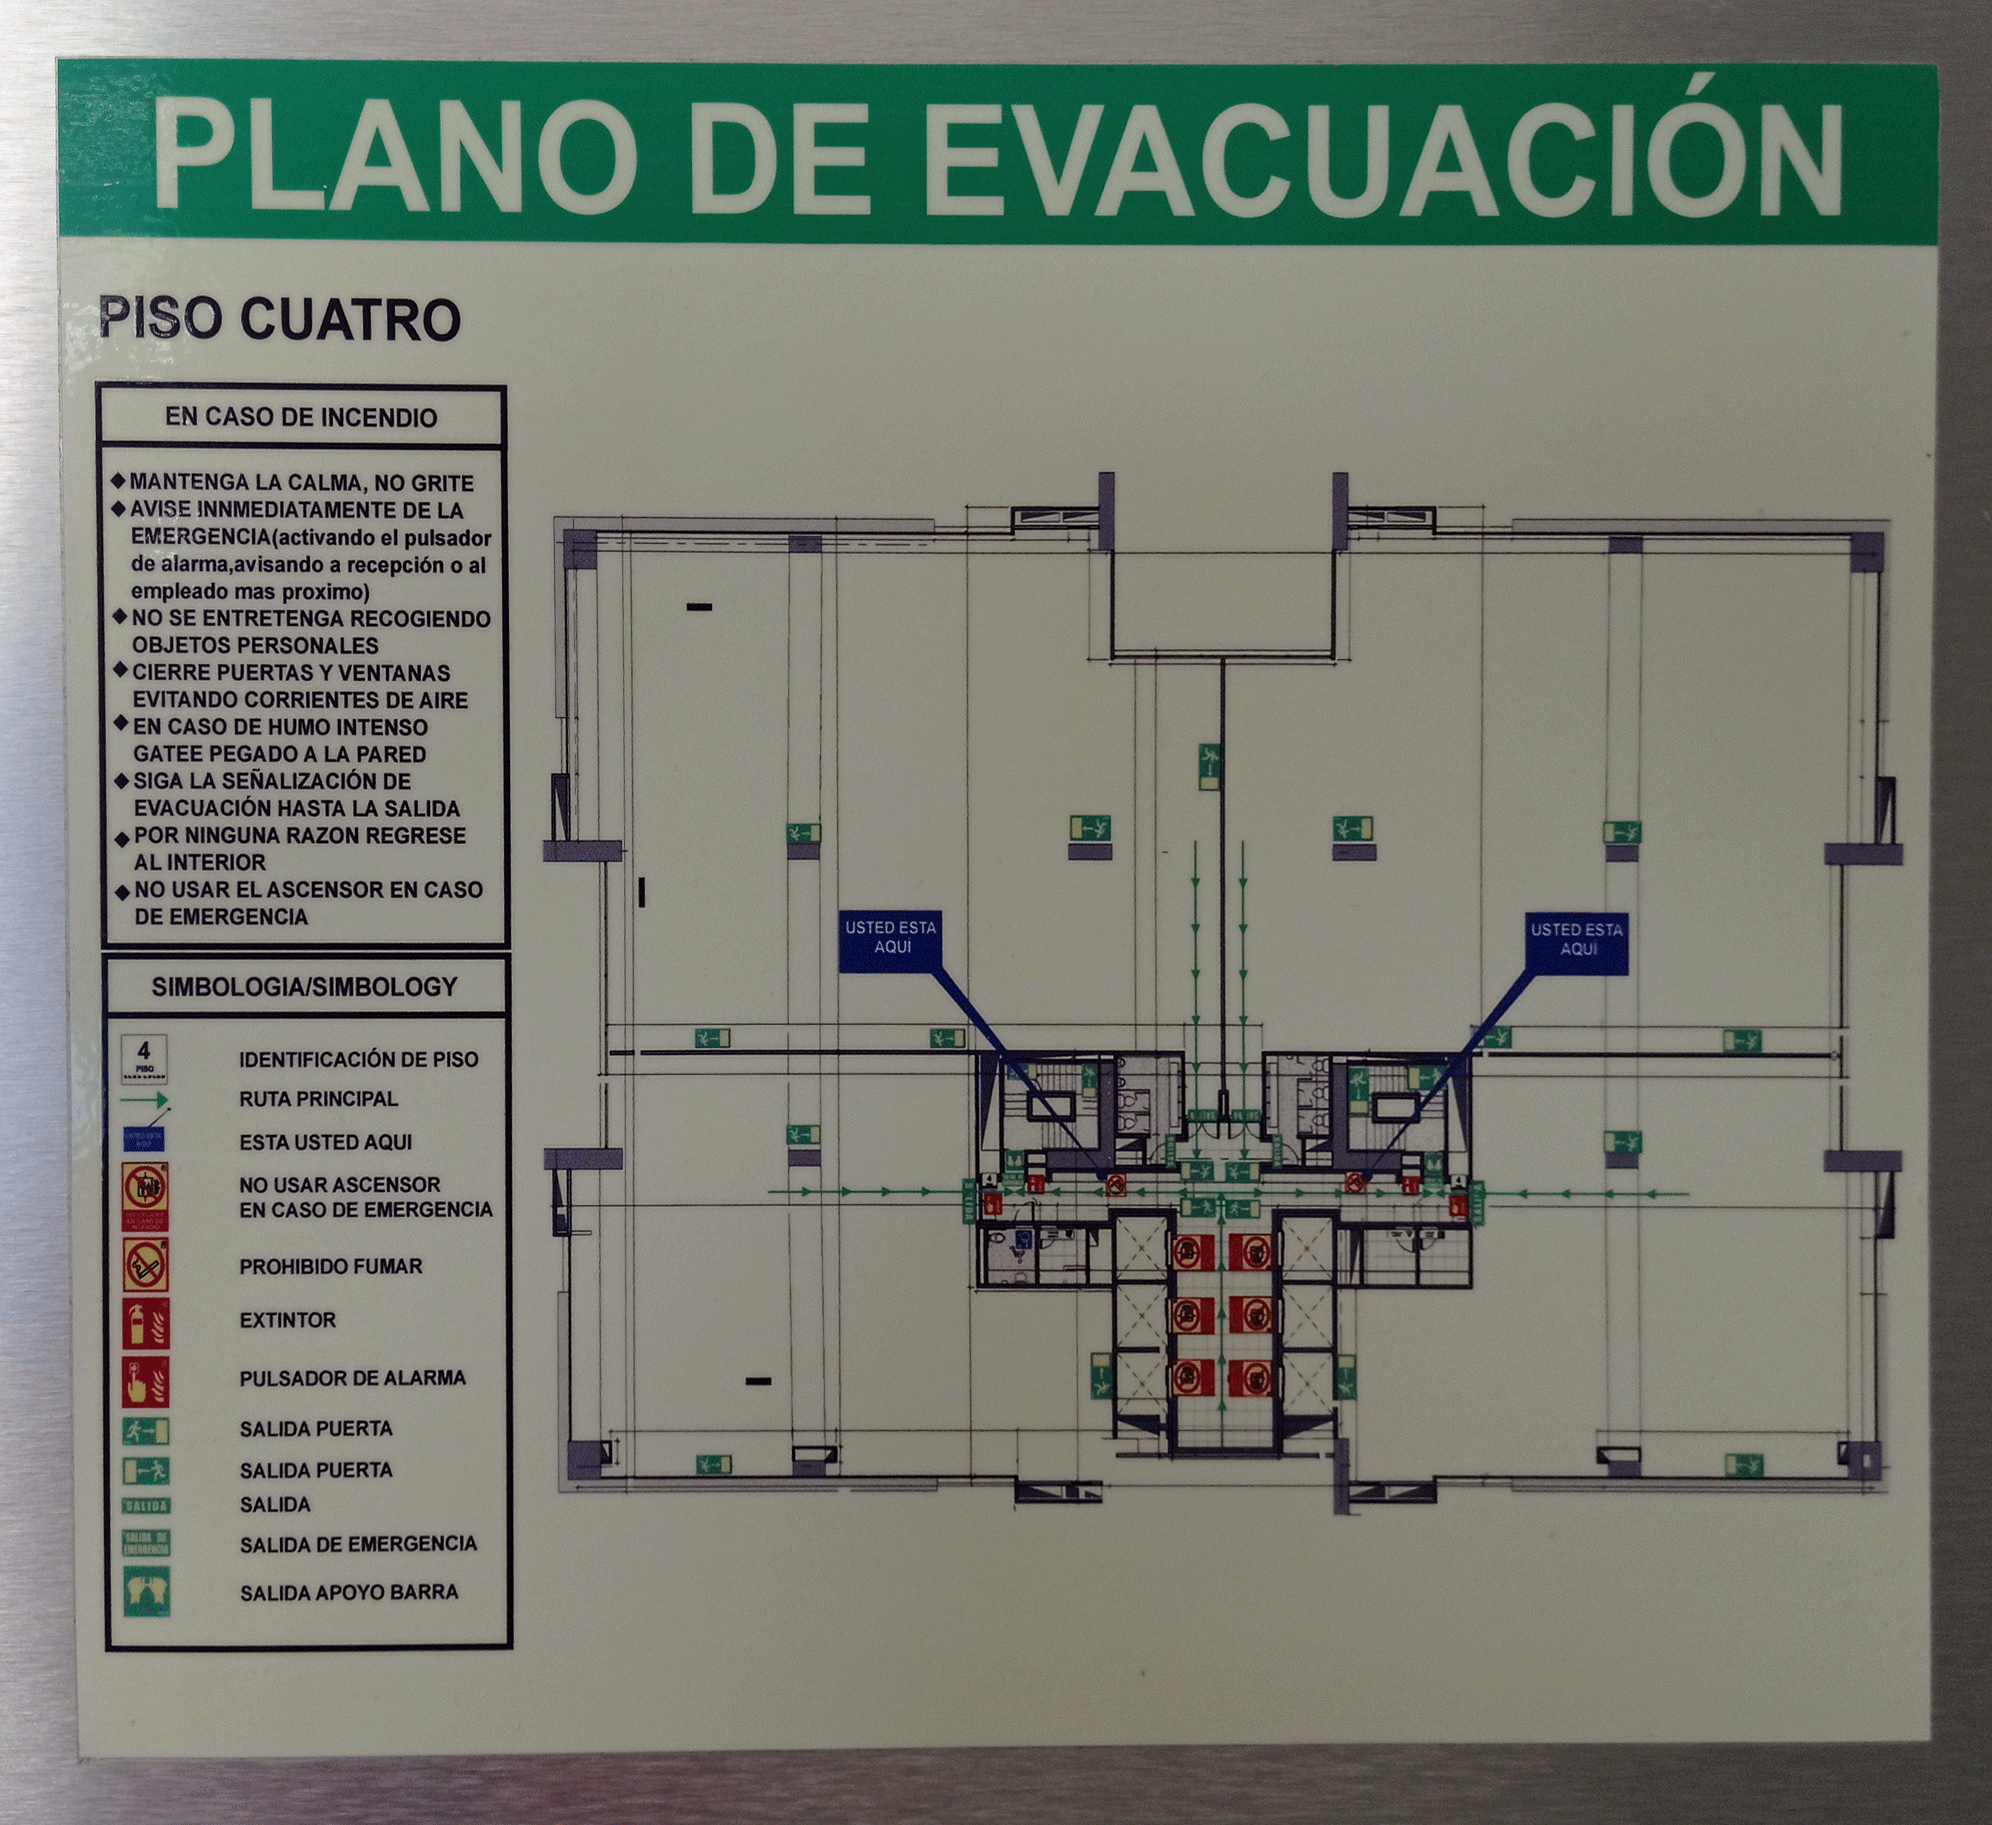 PLANO DE EVACUACIÓN
PISO CUATRO
EN CASO DE INCENDIO
◆ MANTENGA LA CALMA, NO GRITE
◆ AVISE INNMEDIATAMENTE DE LA
EMERGENCIA(activando el pulsador
de alarma,avisando a recepción o al
empleado mas proximo)
◆ NO SE ENTRETENGA RECOGIENDO
OBJETOS PERSONALES
◆ CIERRE PUERTAS Y VENTANAS
EVITANDO CORRIENTES DE AIRE
◆ EN CASO DE HUMO INTENSO
GATEE PEGADO A LA PARED
◆ SIGA LA SEÑALIZACIÓN DE
EVACUACIÓN HASTA LA SALIDA
◆ POR NINGUNA RAZON REGRESE
AL INTERIOR
◆ NO USAR EL ASCENSOR EN CASO
DE EMERGENCIA
SIMBOLOGIA/SIMBOLOGY
4
PISO
IDENTIFICACIÓN DE PISO
RUTA PRINCIPAL
ESTA USTED AQUI
NO USAR ASCENSOR
EN CASO DE EMERGENCIA
PROHIBIDO FUMAR
EXTINTOR
PULSADOR DE ALARMA
SALIDA PUERTA
SALIDA PUERTA
SALIDA
SALIDA
SALIDA DE
EMERGENCIA
SALIDA DE EMERGENCIA
SALIDA APOYO BARRA
USTED ESTA
AQUI
USTED ESTA
AQUI
SALIDA
SALIDA
4
4
SALIDA